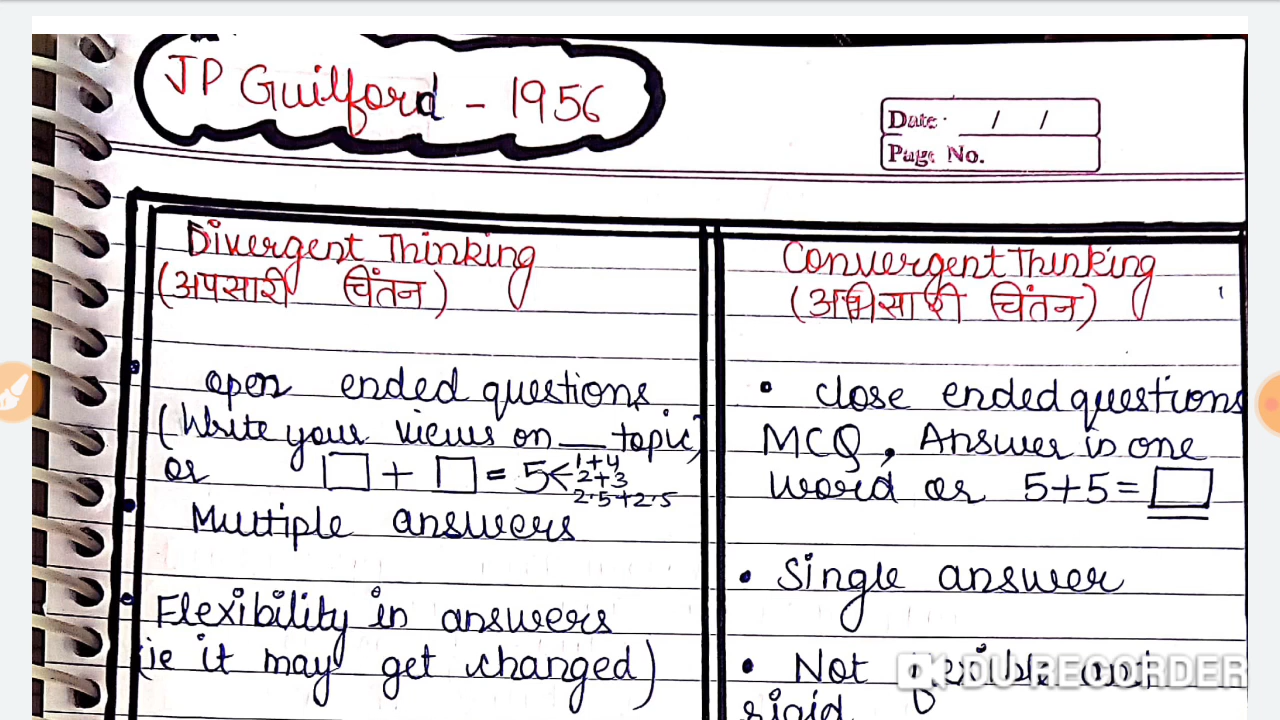 JP Guilford - 1956
Date / /
Page No.
Divergent Thinking
(अपसारी चिंतन)
• open ended questions
(Write your views on __ topic)
or □ + □ = 5 < 1+4
2+3
2.5+2.5
• Multiple answers
• Flexibility in answers
(ie it may get changed)
Convergent Thinking
(अभिसारी चिंतन)
• close ended questions
MCQ, Answer is one
word or 5+5=□
• Single answer
• Not flexible and
rigid
DU RECORDER